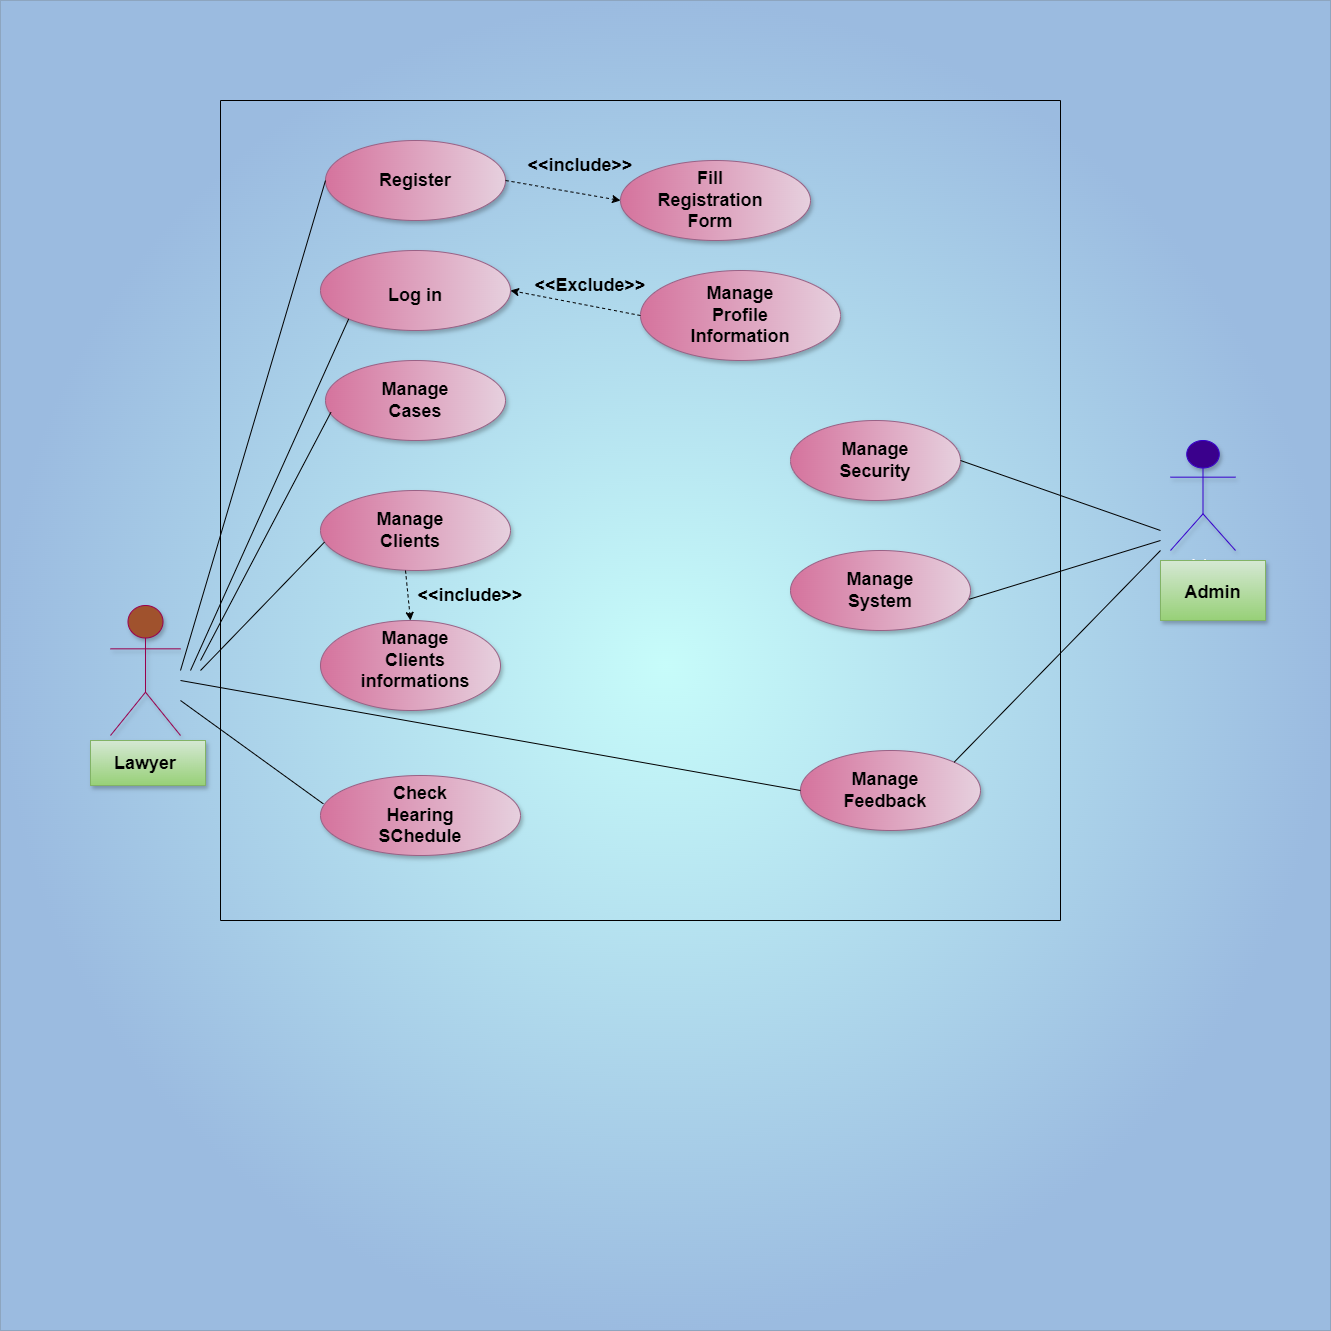 Register
<<include>>
Fill
Registration
Form
Log in
<<Exclude>>
Manage
Profile
Information
Manage
Cases
Manage
Security
Manage
Clients
<<include>>
Manage
System
Admin
Manage
Clients
informations
Lawyer
Manage
Feedback
Check
Hearing
SChedule